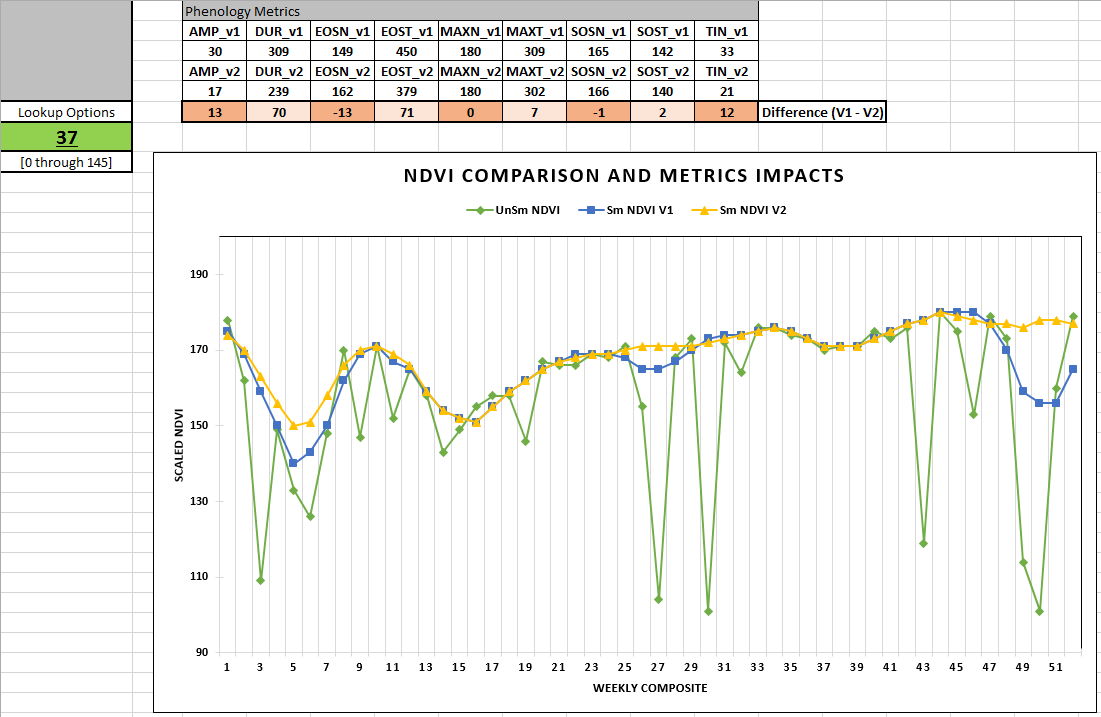 Phenology Metrics
AMP_v1 DUR_v1 EOSN_v1 EOST_v1 MAXN_v1 MAXT_v1 SOSN_v1 SOST_v1 TIN_v1
30 309 149 450 180 309 165 142 33
AMP_v2 DUR_v2 EOSN_v2 EOST_v2 MAXN_v2 MAXT_v2 SOSN_v2 SOST_v2 TIN_v2
17 239 162 379 180 302 166 140 21
Lookup Options 13 70 -13 71 0 7 -1 2 12 Difference (V1 - V2)
37
[0 through 145]
NDVI COMPARISON AND METRICS IMPACTS
UnSm NDVI Sm NDVI V1 Sm NDVI V2
190
170
150
130
110
90
SCALED NDVI
1 3 5 7 9 11 13 15 17 19 21 23 25 27 29 31 33 35 37 39 41 43 45 47 49 51
WEEKLY COMPOSITE